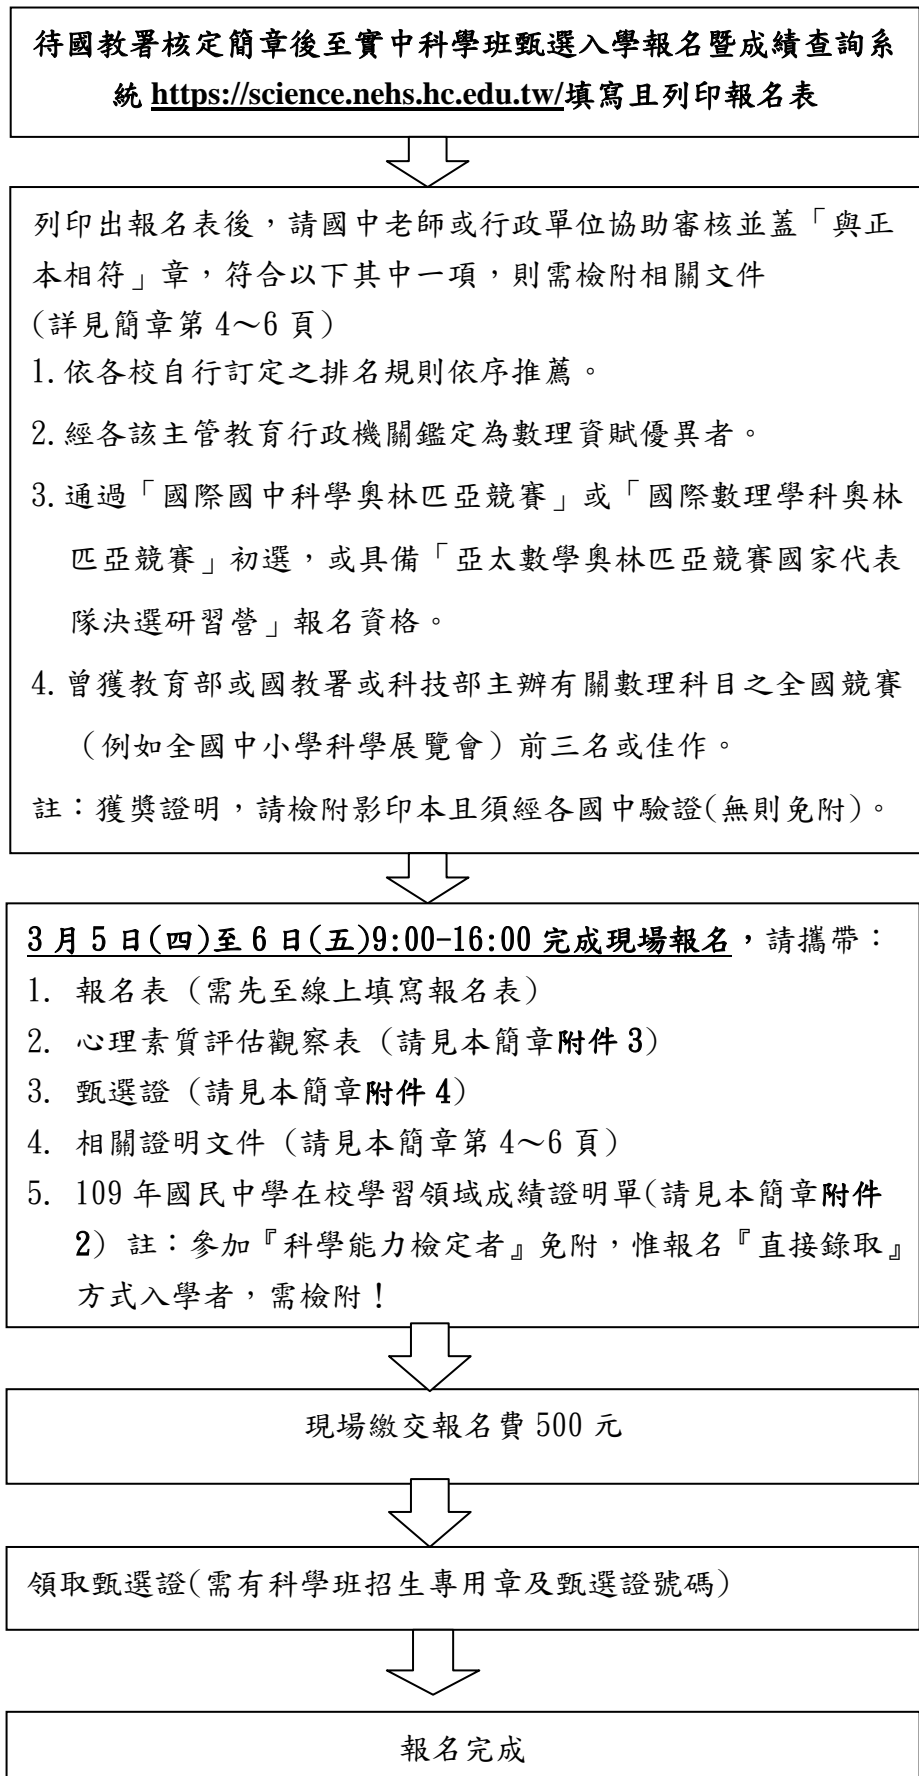 待國教署核定簡章後至實中科學班甄選入學報名暨成績查詢系
統 https://science.nehs.hc.edu.tw/填寫且列印報名表
列印出報名表後，請國中老師或行政單位協助審核並蓋「與正
本相符」章，符合以下其中一項，則需檢附相關文件
(詳見簡章第 4～6 頁)
1.依各校自行訂定之排名規則依序推薦。
2.經各該主管教育行政機關鑑定為數理資賦優異者。
3.通過「國際國中科學奧林匹亞競賽」或「國際數理學科奧林
匹亞競賽」初選，或具備「亞太數學奧林匹亞競賽國家代表
隊決選研習營」報名資格。
4.曾獲教育部或國教署或科技部主辦有關數理科目之全國競賽
（例如全國中小學科學展覽會）前三名或佳作。
註：獲獎證明，請檢附影印本且須經各國中驗證(無則免附)。
3 月 5 日(四)至 6 日(五)9:00-16:00 完成現場報名，請攜帶：
1. 報名表 (需先至線上填寫報名表)
2. 心理素質評估觀察表 (請見本簡章附件 3)
3. 甄選證 (請見本簡章附件 4)
4. 相關證明文件 (請見本簡章第 4～6 頁)
5. 109 年國民中學在校學習領域成績證明單(請見本簡章附件
2) 註：參加『科學能力檢定者』免附，惟報名『直接錄取』
方式入學者，需檢附！
現場繳交報名費 500 元
領取甄選證(需有科學班招生專用章及甄選證號碼)
報名完成